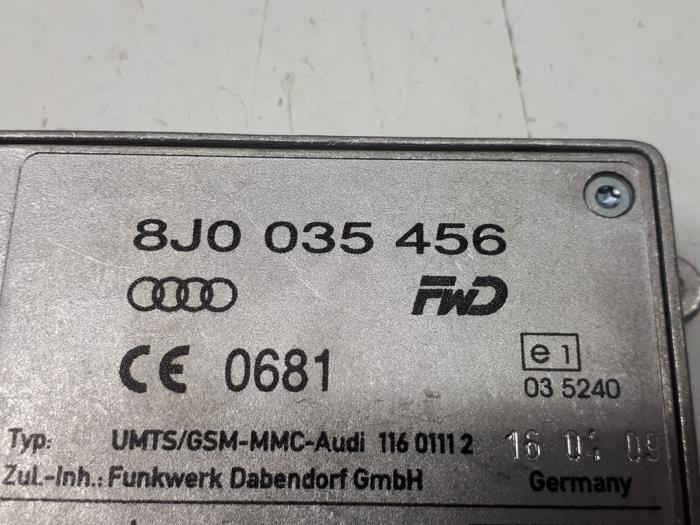 8J0 035 456
FWD
CE 0681
e1
03 5240
Typ: UMTS/GSM-MMC-Audi 116 0111 2 16 04 09
Zul.-Inh.: Funkwerk Dabendorf GmbH Germany